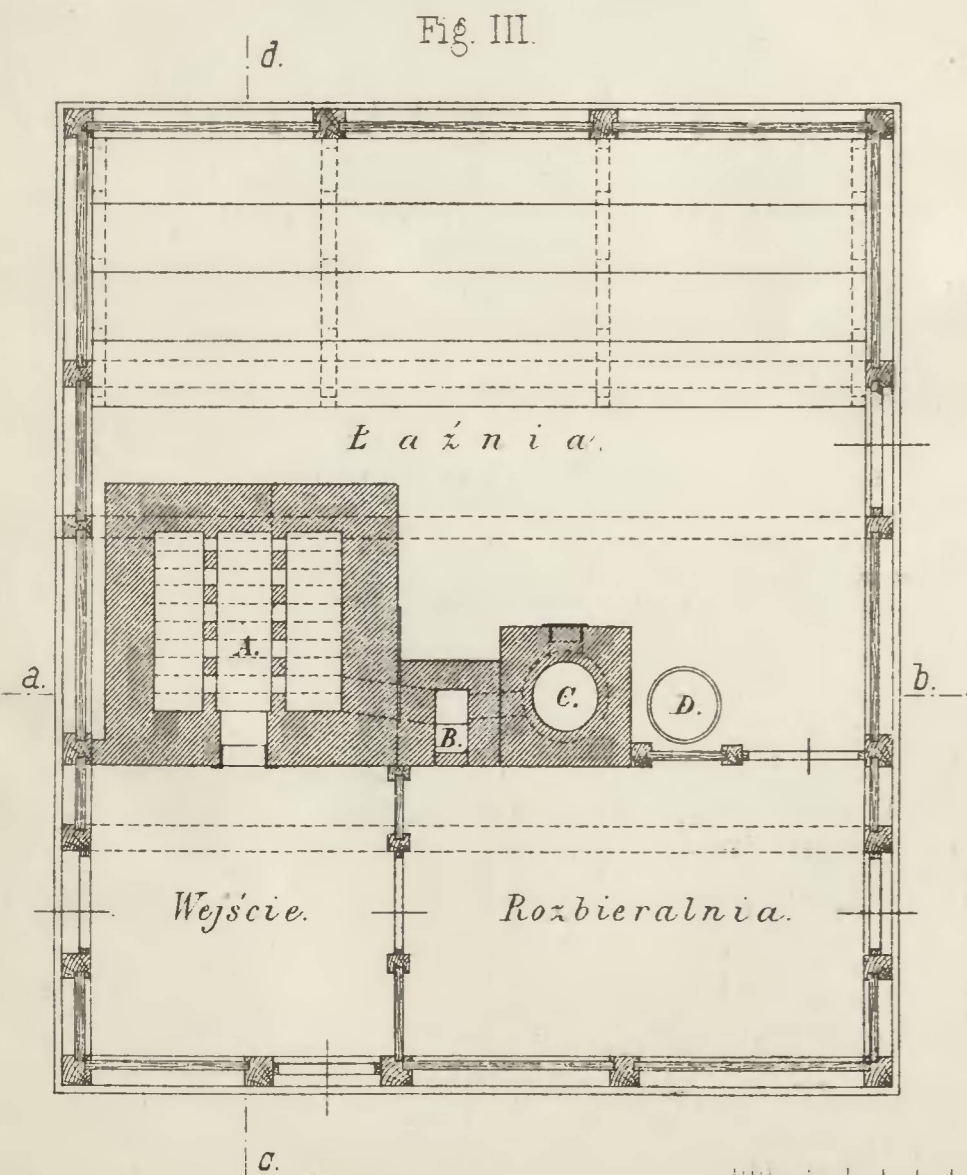 Fig. III.
d.
Łaźnia.
A.
a.
b.
B.
C.
D.
Wejście.
Rozbieralnia.
c.